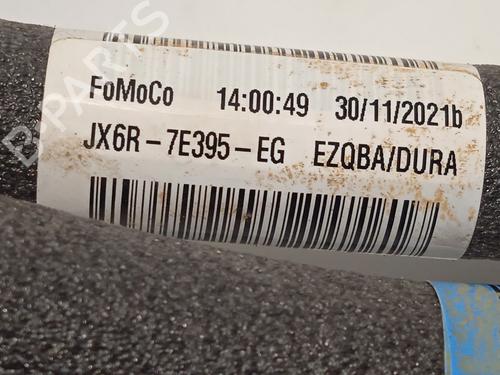 FoMoCo 14:00:49 30/11/2021b
JX6R-7E395-EG EZQBA/DURA